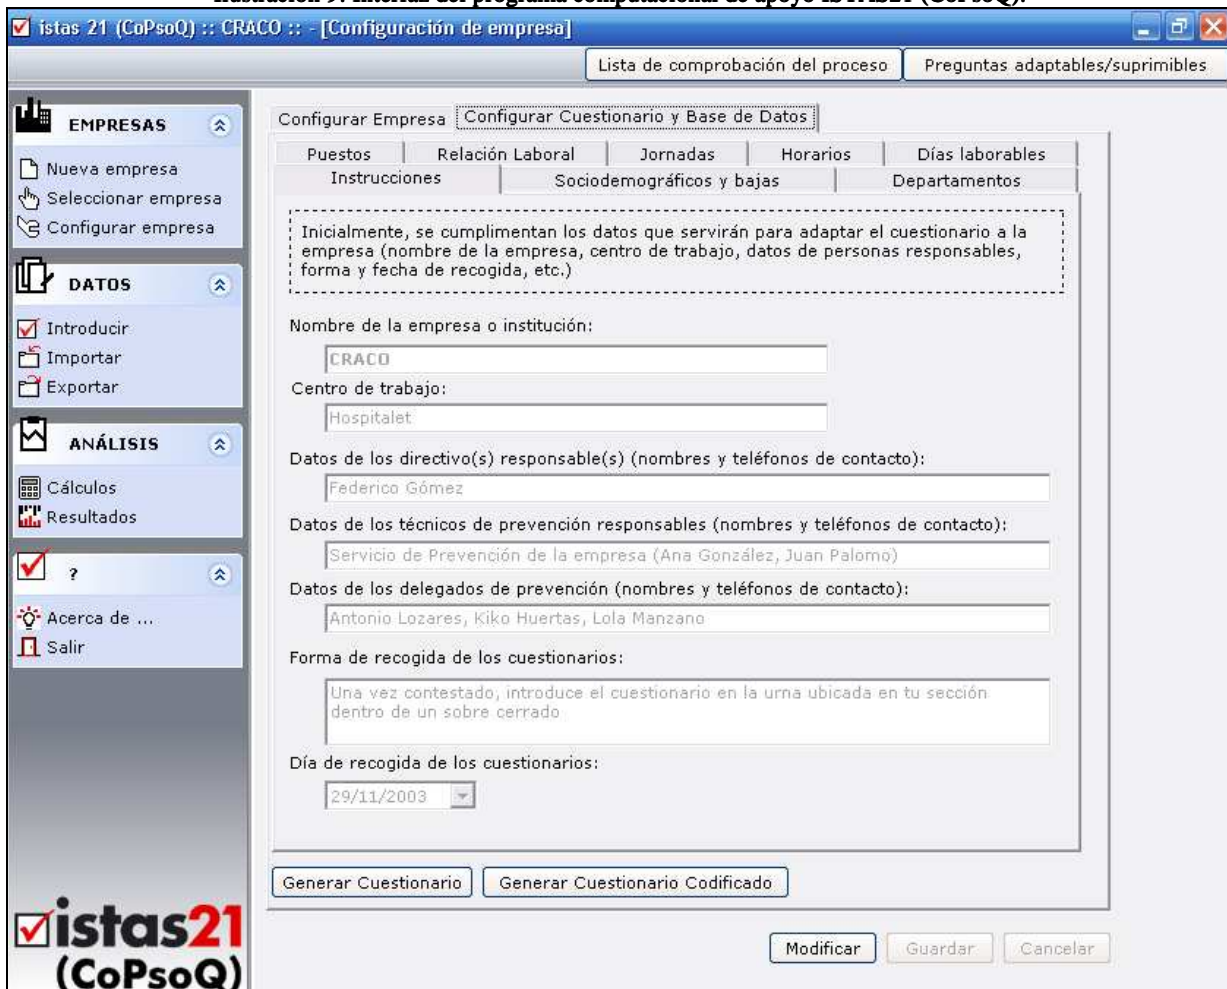 Ilustración 9. Interfaz del programa computacional de apoyo ISTAS21 (CoPsoQ).
istas 21 (CoPsoQ) :: CRACO :: - [Configuración de empresa]
Lista de comprobación del proceso
Preguntas adaptables/suprimibles
EMPRESAS
Nueva empresa
Seleccionar empresa
Configurar empresa
DATOS
Introducir
Importar
Exportar
ANÁLISIS
Cálculos
Resultados
?
Acerca de ...
Salir
istas21
(CoPsoQ)
Configurar Empresa
Configurar Cuestionario y Base de Datos
Puestos
Relación Laboral
Jornadas
Horarios
Días laborables
Instrucciones
Sociodemográficos y bajas
Departamentos
Inicialmente, se cumplimentan los datos que servirán para adaptar el cuestionario a la
empresa (nombre de la empresa, centro de trabajo, datos de personas responsables,
forma y fecha de recogida, etc.)
Nombre de la empresa o institución:
CRACO
Centro de trabajo:
Hospitalet
Datos de los directivo(s) responsable(s) (nombres y teléfonos de contacto):
Federico Gómez
Datos de los técnicos de prevención responsables (nombres y teléfonos de contacto):
Servicio de Prevención de la empresa (Ana González, Juan Palomo)
Datos de los delegados de prevención (nombres y teléfonos de contacto):
Antonio Lozares, Kiko Huertas, Lola Manzano
Forma de recogida de los cuestionarios:
Una vez contestado, introduce el cuestionario en la urna ubicada en tu sección
dentro de un sobre cerrado
Día de recogida de los cuestionarios:
29/11/2003
Generar Cuestionario
Generar Cuestionario Codificado
Modificar
Guardar
Cancelar